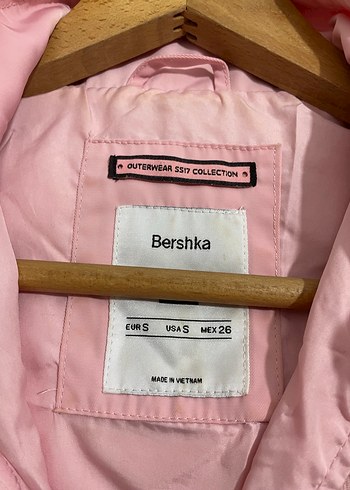 OUTERWEAR SS17 COLLECTION
Bershka
EUR S USA S MEX 26
MADE IN VIETNAM